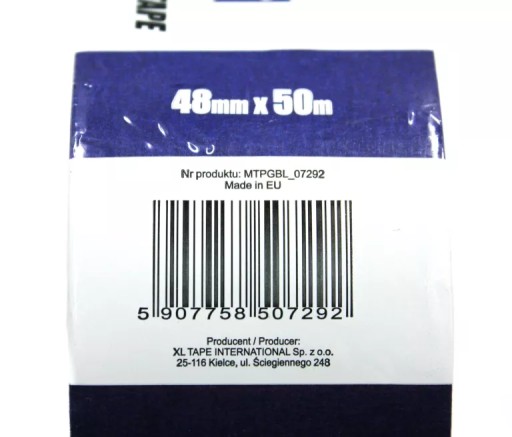 TAPE
48mm x 50m
Nr produktu: MTPGBL_07292
Made in EU
5 907758 507292
Producent / Producer:
XL TAPE INTERNATIONAL Sp. z o.o.
25-116 Kielce, ul. Ściegiennego 248